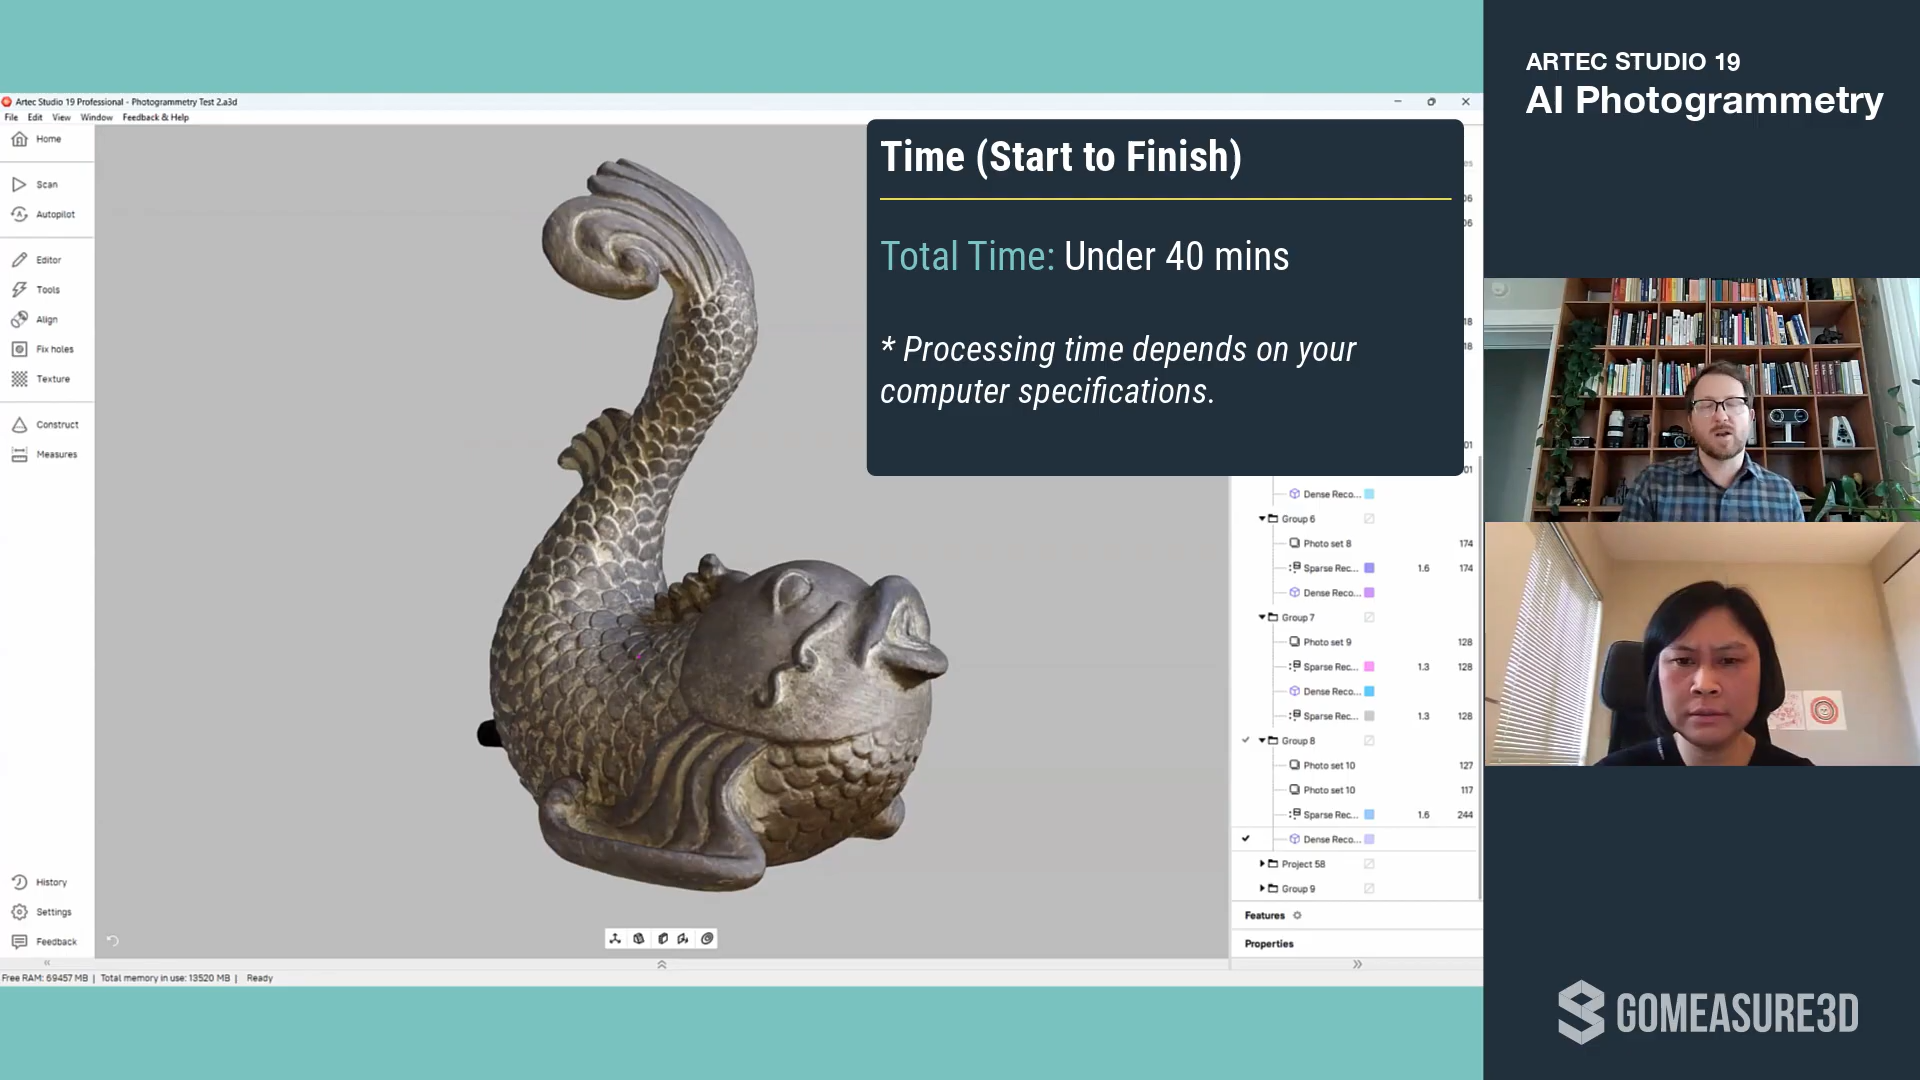 ARTEC STUDIO 19
AI Photogrammetry
Artec Studio 19 Professional - Photogrammetry Test 2.a3d
File Edit View Window Feedback & Help
Home
Scan
Autopilot
Editor
Tools
Align
Fix holes
Texture
Construct
Measures
History
Settings
Feedback
Time (Start to Finish)
Total Time: Under 40 mins
* Processing time depends on your
computer specifications.
Dense Reco...
Group 6
Photo set 8 174
Sparse Rec... 1.6 174
Dense Reco...
Group 7
Photo set 9 128
Sparse Rec... 1.3 128
Dense Reco...
Sparse Rec... 1.3 128
Group 8
Photo set 10 127
Photo set 10 117
Sparse Rec... 1.6 244
Dense Reco...
Project 58
Group 9
Features
Properties
Free RAM: 69457 MB | Total memory in use: 13520 MB | Ready
GOMEASURE3D